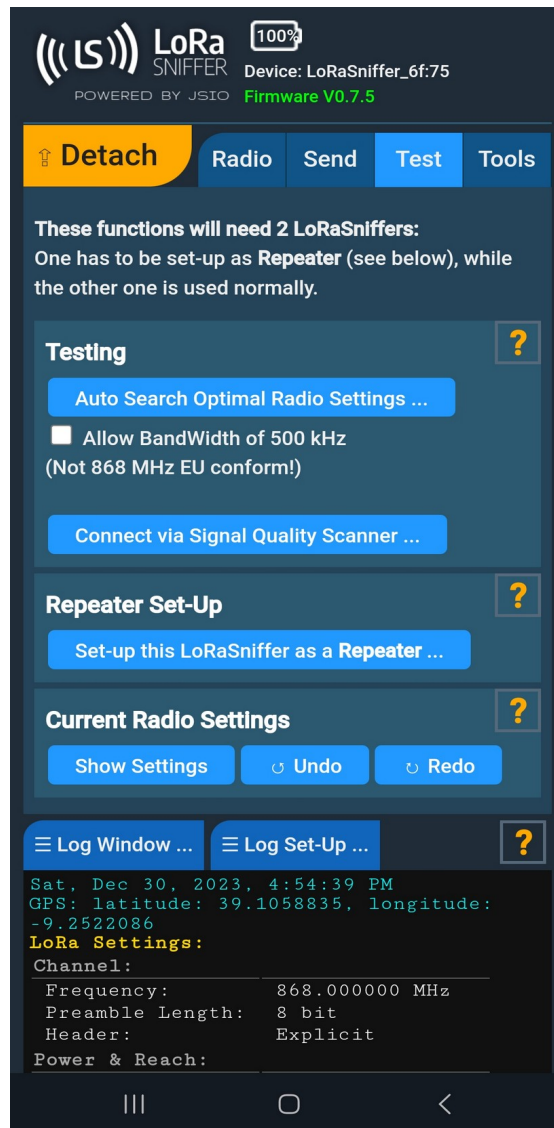 ((( LS ))) LoRa
SNIFFER
POWERED BY JSIO
100%
Device: LoRaSniffer_6f:75
Firmware V0.7.5
⇪ Detach
Radio Send Test Tools
These functions will need 2 LoRaSniffers:
One has to be set-up as Repeater (see below), while
the other one is used normally.
Testing ?
Auto Search Optimal Radio Settings ...
Allow BandWidth of 500 kHz
(Not 868 MHz EU conform!)
Connect via Signal Quality Scanner ...
Repeater Set-Up ?
Set-up this LoRaSniffer as a Repeater ...
Current Radio Settings ?
Show Settings ↺ Undo ↻ Redo
☰ Log Window ... ☰ Log Set-Up ... ?
Sat, Dec 30, 2023, 4:54:39 PM
GPS: latitude: 39.1058835, longitude:
-9.2522086
LoRa Settings:
Channel:
Frequency: 868.000000 MHz
Preamble Length: 8 bit
Header: Explicit
Power & Reach: